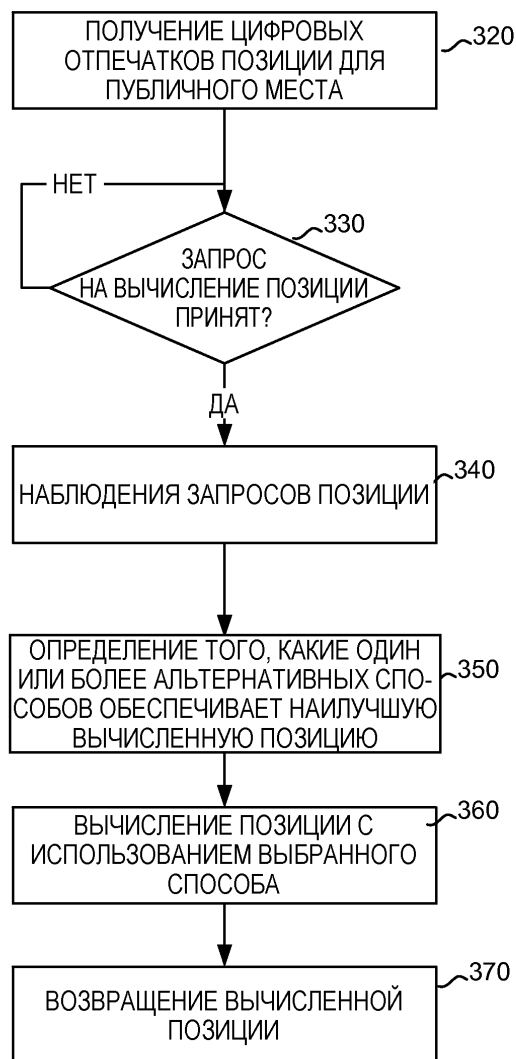 ПОЛУЧЕНИЕ ЦИФРОВЫХ
ОТПЕЧАТКОВ ПОЗИЦИИ ДЛЯ
ПУБЛИЧНОГО МЕСТА
320
НЕТ
330
ЗАПРОС
НА ВЫЧИСЛЕНИЕ ПОЗИЦИИ
ПРИНЯТ?
ДА
340
НАБЛЮДЕНИЯ ЗАПРОСОВ ПОЗИЦИИ
ОПРЕДЕЛЕНИЕ ТОГО, КАКИЕ ОДИН
ИЛИ БОЛЕЕ АЛЬТЕРНАТИВНЫХ СПО-
СОБОВ ОБЕСПЕЧИВАЕТ НАИЛУЧШУЮ
ВЫЧИСЛЕННУЮ ПОЗИЦИЮ
350
ВЫЧИСЛЕНИЕ ПОЗИЦИИ С
ИСПОЛЬЗОВАНИЕМ ВЫБРАННОГО
СПОСОБА
360
ВОЗВРАЩЕНИЕ ВЫЧИСЛЕННОЙ
ПОЗИЦИИ
370